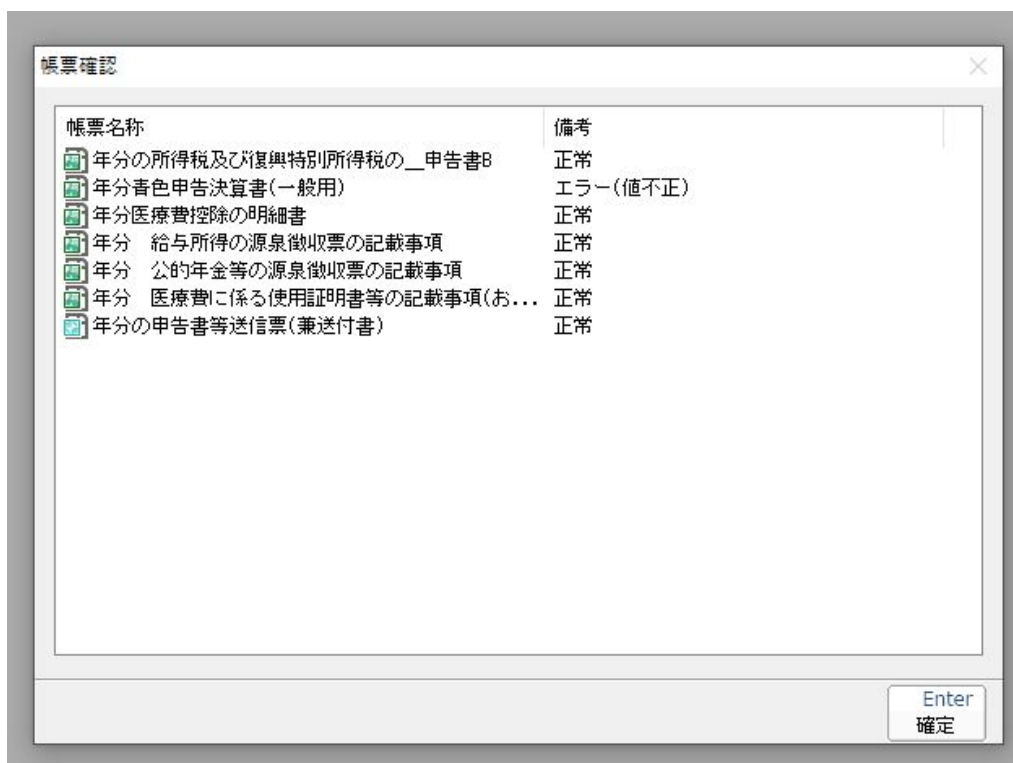 帳票確認
帳票名称 備考
年分の所得税及び復興特別所得税の__申告書B 正常
年分青色申告決算書(一般用) エラー(値不正)
年分医療費控除の明細書 正常
年分 給与所得の源泉徴収票の記載事項 正常
年分 公的年金等の源泉徴収票の記載事項 正常
年分 医療費に係る使用証明書等の記載事項(お... 正常
年分の申告書等送信票(兼送付書) 正常
Enter
確定